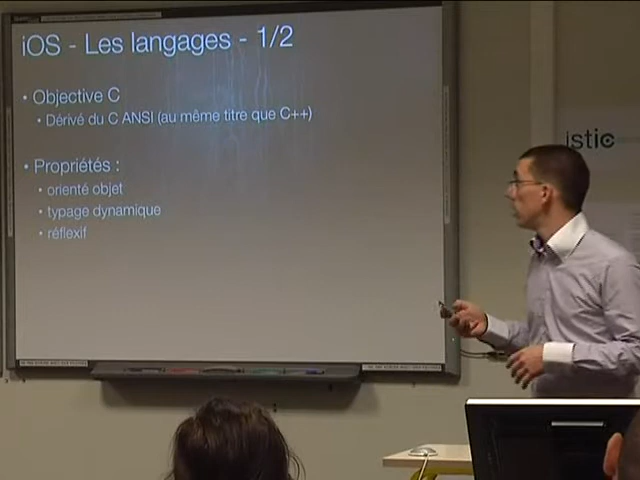 iOS - Les langages - 1/2
• Objective C
• Dérivé du C ANSI (au même titre que C++)
• Propriétés :
• orienté objet
• typage dynamique
• réflexif
istic